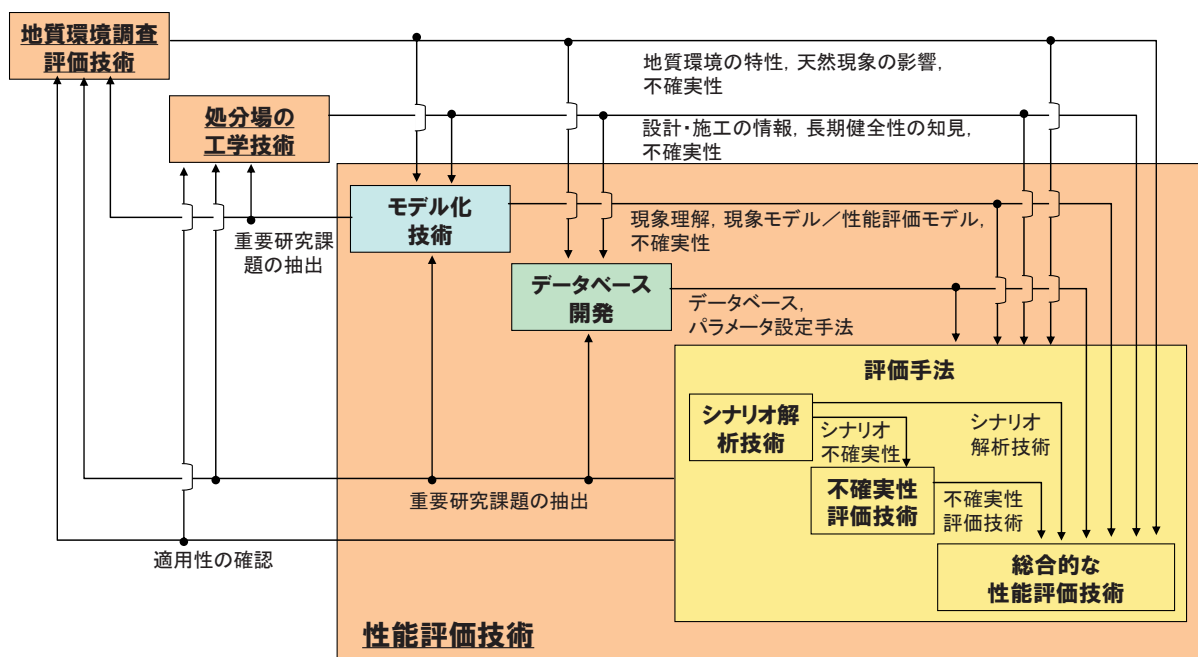 地質環境調査
評価技術
地質環境の特性，天然現象の影響，
不確実性
処分場の
工学技術
設計・施工の情報，長期健全性の知見，
不確実性
モデル化
技術
現象理解，現象モデル／性能評価モデル，
不確実性
重要研究課
題の抽出
データベース
開発
データベース，
パラメータ設定手法
評価手法
シナリオ解
析技術
シナリオ
不確実性
シナリオ
解析技術
不確実性
評価技術
不確実性
評価技術
重要研究課題の抽出
適用性の確認
総合的な
性能評価技術
性能評価技術